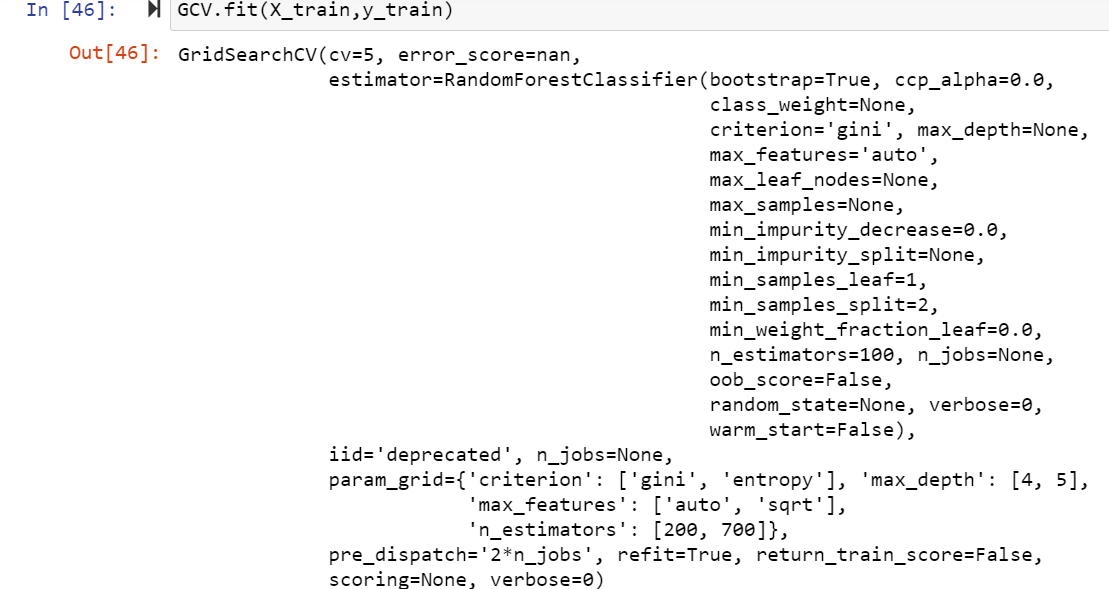 In [46]: GCV.fit(X_train,y_train)
Out[46]: GridSearchCV(cv=5, error_score=nan,
estimator=RandomForestClassifier(bootstrap=True, ccp_alpha=0.0,
class_weight=None,
criterion='gini', max_depth=None,
max_features='auto',
max_leaf_nodes=None,
max_samples=None,
min_impurity_decrease=0.0,
min_impurity_split=None,
min_samples_leaf=1,
min_samples_split=2,
min_weight_fraction_leaf=0.0,
n_estimators=100, n_jobs=None,
oob_score=False,
random_state=None, verbose=0,
warm_start=False),
iid='deprecated', n_jobs=None,
param_grid={'criterion': ['gini', 'entropy'], 'max_depth': [4, 5],
'max_features': ['auto', 'sqrt'],
'n_estimators': [200, 700]},
pre_dispatch='2*n_jobs', refit=True, return_train_score=False,
scoring=None, verbose=0)